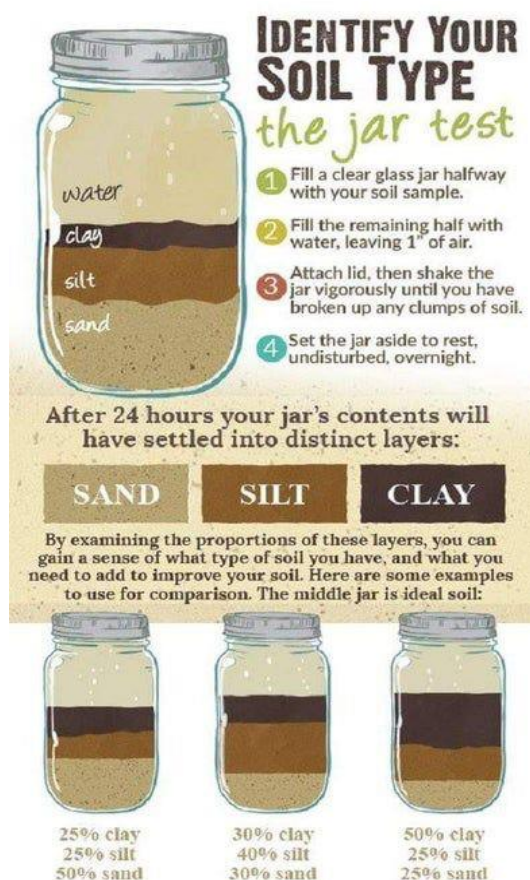 IDENTIFY YOUR
SOIL TYPE
the jar test
1 Fill a clear glass jar halfway
with your soil sample.
2 Fill the remaining half with
water, leaving 1" of air.
3 Attach lid, then shake the
jar vigorously until you have
broken up any clumps of soil.
4 Set the jar aside to rest,
undisturbed, overnight.
water
clay
silt
sand
After 24 hours your jar's contents will
have settled into distinct layers:
SAND SILT CLAY
By examining the proportions of these layers, you can
gain a sense of what type of soil you have, and what you
need to add to improve your soil. Here are some examples
to use for comparison. The middle jar is ideal soil:
25% clay
25% silt
50% sand
30% clay
40% silt
30% sand
50% clay
25% silt
25% sand